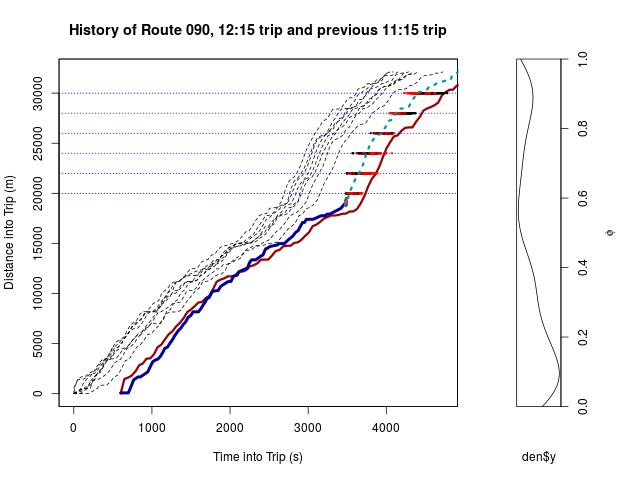 History of Route 090, 12:15 trip and previous 11:15 trip
30000
25000
20000
15000
10000
5000
0
Distance Into Trip (m)
0 1000 2000 3000 4000
Time into Trip (s)
1.0
0.8
0.6
0.4
0.2
0.0
ϕ
den$y